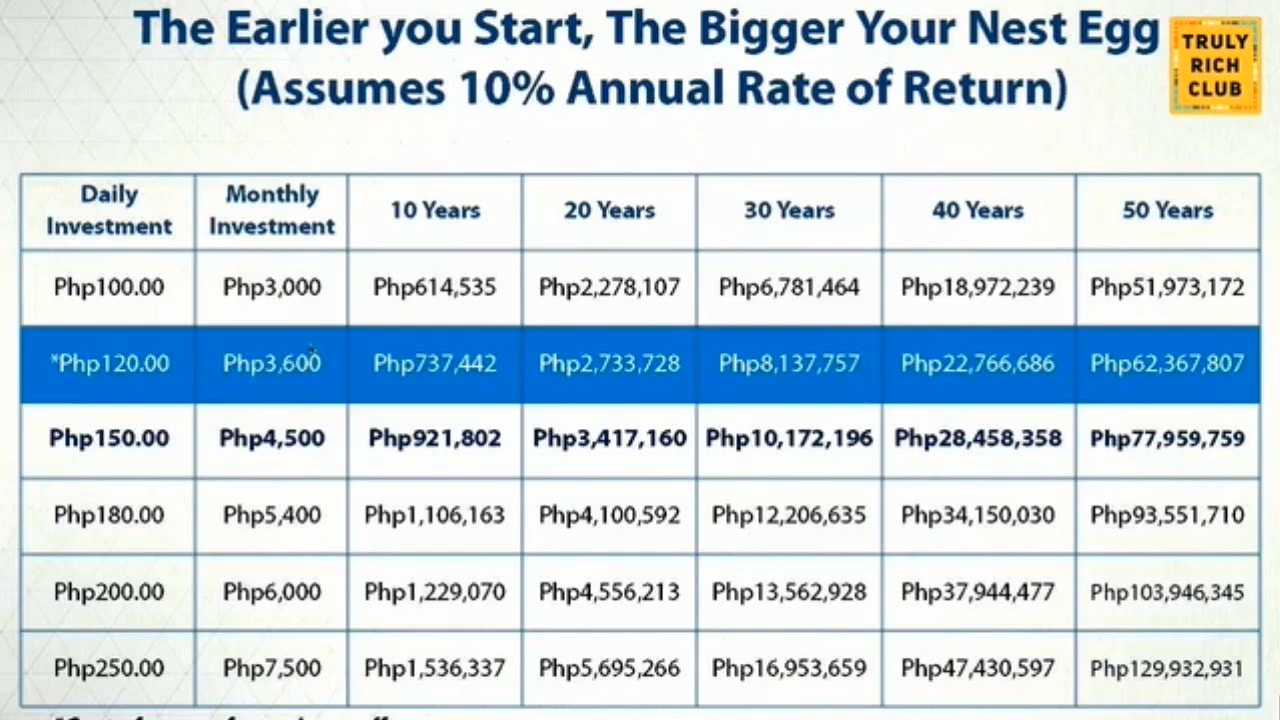 The Earlier you Start, The Bigger Your Nest Egg
(Assumes 10% Annual Rate of Return)
TRULY
RICH
CLUB
Daily Investment | Monthly Investment | 10 Years | 20 Years | 30 Years | 40 Years | 50 Years
Php100.00 | Php3,000 | Php614,535 | Php2,278,107 | Php6,781,464 | Php18,972,239 | Php51,973,172
*Php120.00 | Php3,600 | Php737,442 | Php2,733,728 | Php8,137,757 | Php22,766,686 | Php62,367,807
Php150.00 | Php4,500 | Php921,802 | Php3,417,160 | Php10,172,196 | Php28,458,358 | Php77,959,759
Php180.00 | Php5,400 | Php1,106,163 | Php4,100,592 | Php12,206,635 | Php34,150,030 | Php93,551,710
Php200.00 | Php6,000 | Php1,229,070 | Php4,556,213 | Php13,562,928 | Php37,944,477 | Php103,946,345
Php250.00 | Php7,500 | Php1,536,337 | Php5,695,266 | Php16,953,659 | Php47,430,597 | Php129,932,931